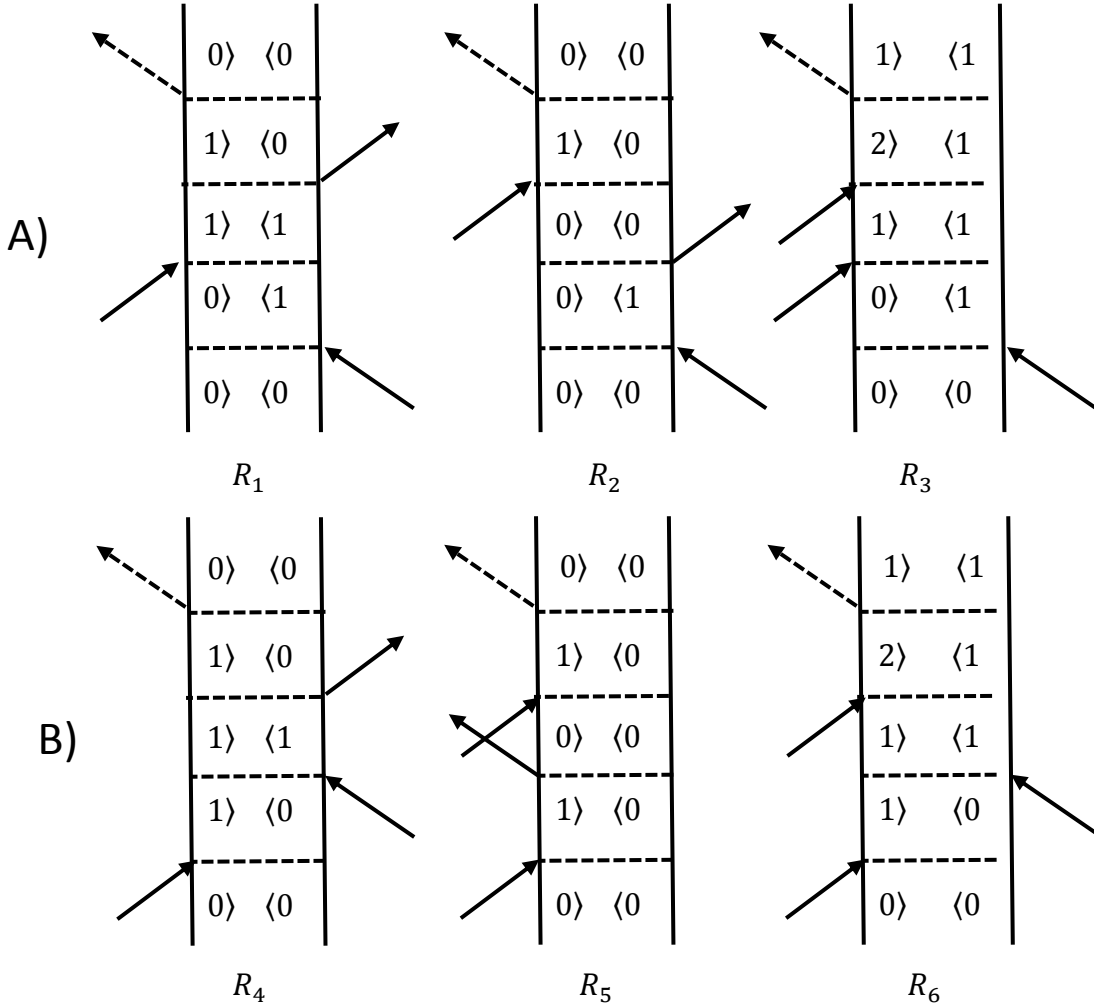 0⟩ ⟨0 0⟩ ⟨0 1⟩ ⟨1
1⟩ ⟨0 1⟩ ⟨0 2⟩ ⟨1
A) 1⟩ ⟨1 0⟩ ⟨0 1⟩ ⟨1
0⟩ ⟨1 0⟩ ⟨1 0⟩ ⟨1
0⟩ ⟨0 0⟩ ⟨0 0⟩ ⟨0
R₁ R₂ R₃
0⟩ ⟨0 0⟩ ⟨0 1⟩ ⟨1
1⟩ ⟨0 1⟩ ⟨0 2⟩ ⟨1
B) 1⟩ ⟨1 0⟩ ⟨0 1⟩ ⟨1
1⟩ ⟨0 1⟩ ⟨0 1⟩ ⟨0
0⟩ ⟨0 0⟩ ⟨0 0⟩ ⟨0
R₄ R₅ R₆